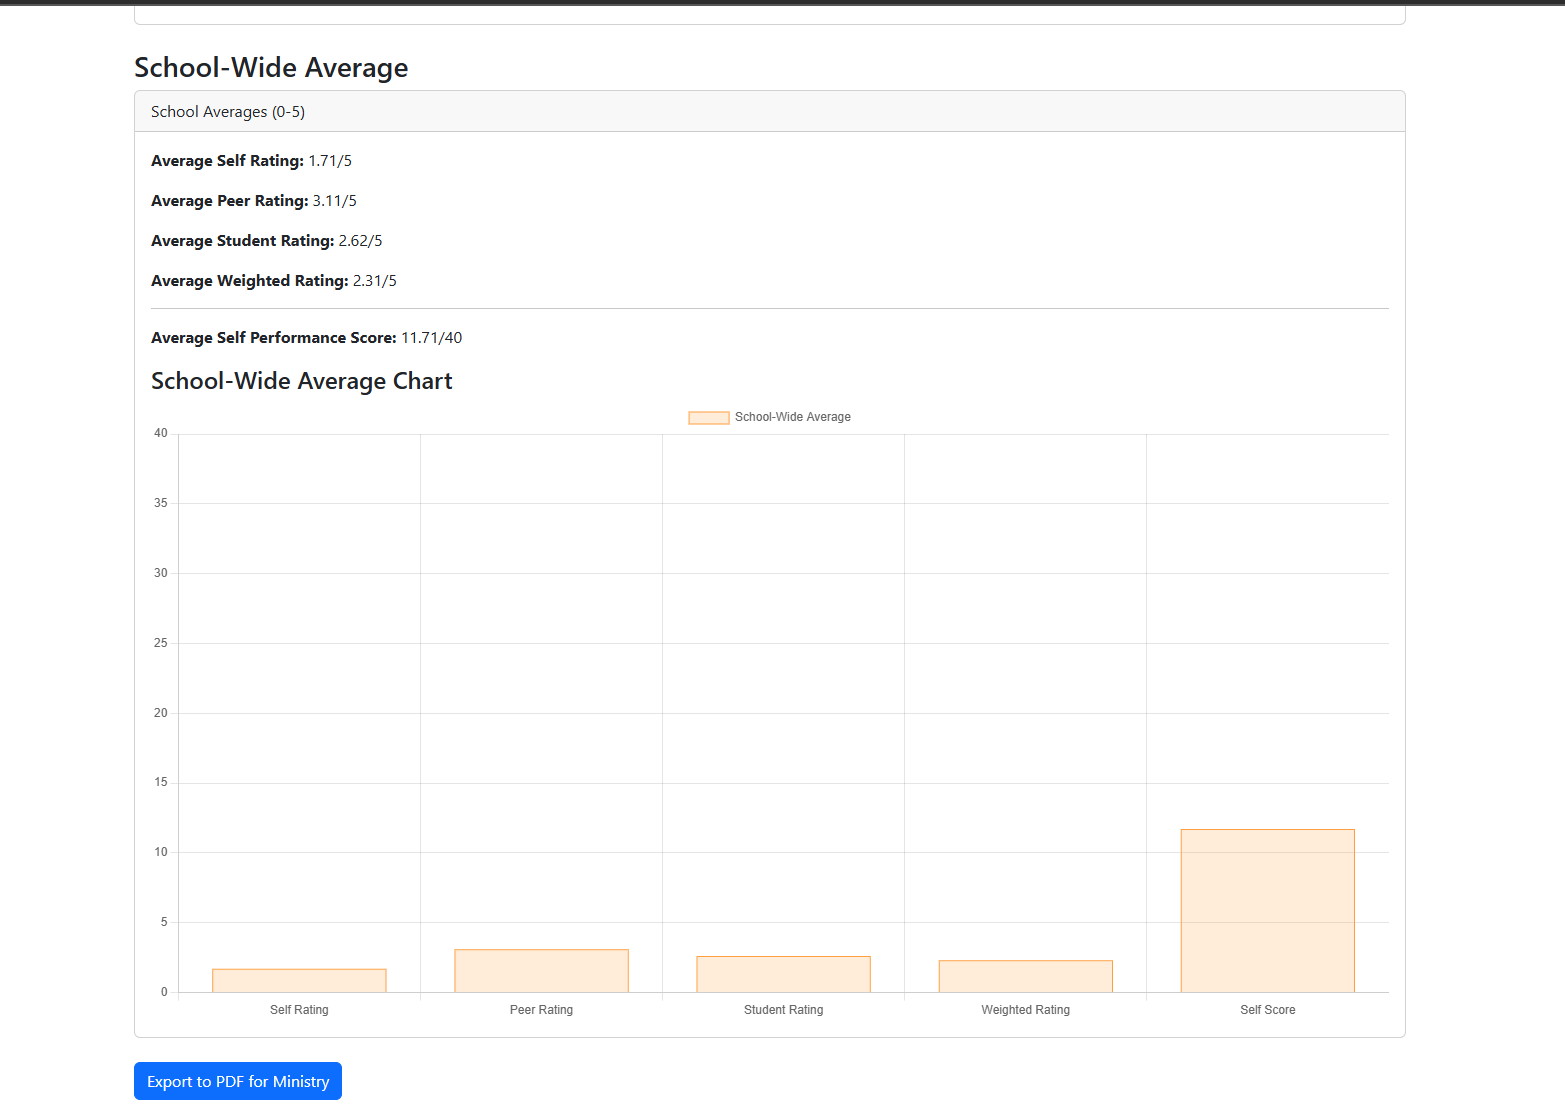 School-Wide Average
School Averages (0-5)
Average Self Rating: 1.71/5
Average Peer Rating: 3.11/5
Average Student Rating: 2.62/5
Average Weighted Rating: 2.31/5
Average Self Performance Score: 11.71/40
School-Wide Average Chart
School-Wide Average
40
35
30
25
20
15
10
5
0
Self Rating Peer Rating Student Rating Weighted Rating Self Score
Export to PDF for Ministry